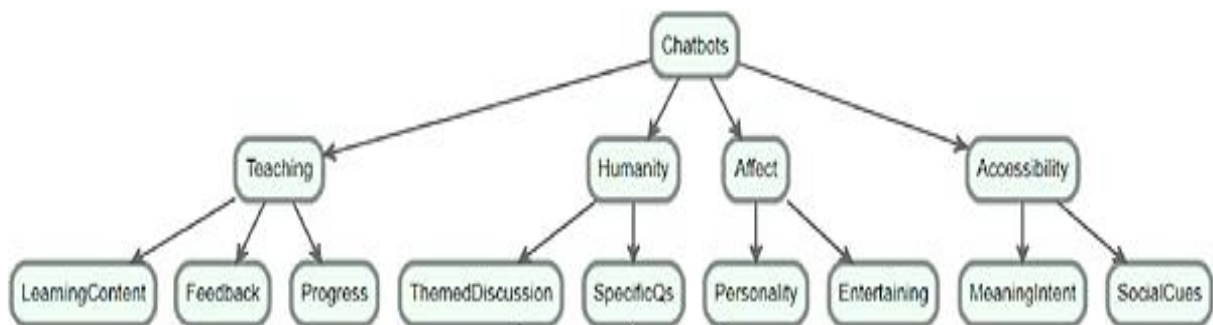 Chatbots
Teaching
Humanity
Affect
Accessibility
LearningContent
Feedback
Progress
ThemedDiscussion
SpecificQs
Personality
Entertaining
MeaningIntent
SocialCues